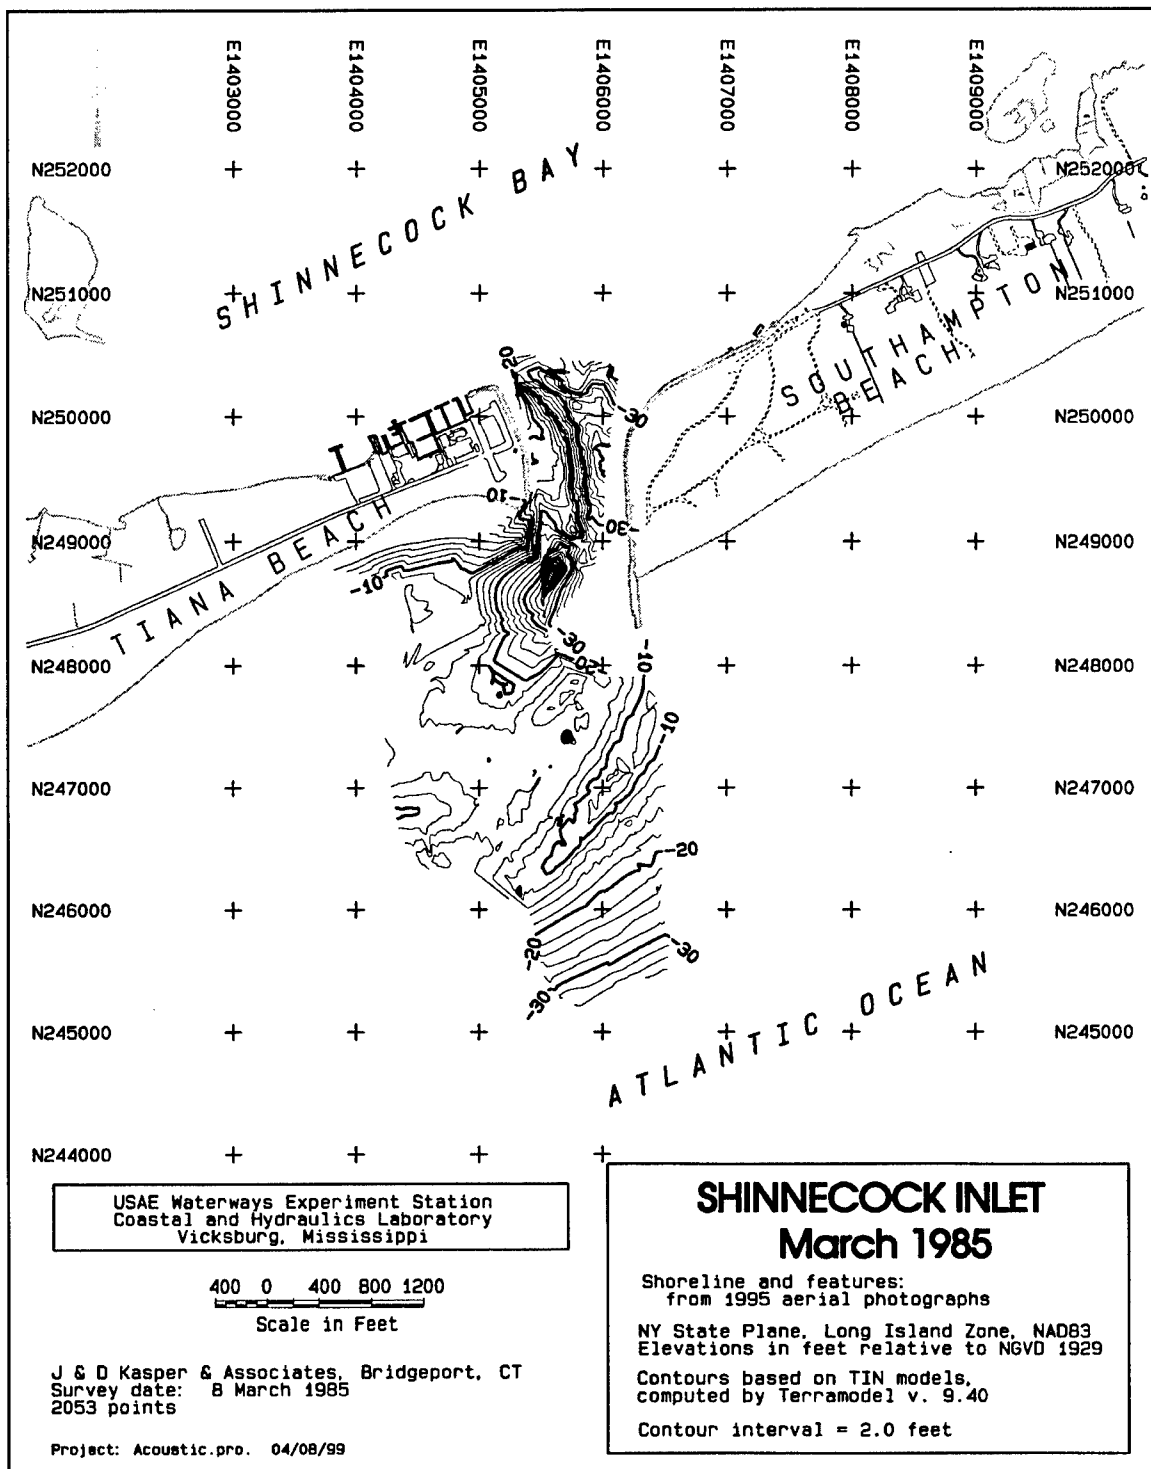 E1403000 E1404000 E1405000 E1406000 E1407000 E1408000 E1409000
N252000 N252000
SHINNECOCK BAY
N251000 N251000
SOUTHAMPTON
BEACH
20
-30
N250000 N250000
-10
-30
N249000 N249000
TIANA BEACH
-10
-30
-20
-10
N248000 N248000
-10
N247000 N247000
-20
N246000 N246000
-20
-30
-30
ATLANTIC OCEAN
N245000 N245000
N244000
USAE Waterways Experiment Station
Coastal and Hydraulics Laboratory
Vicksburg, Mississippi
400 0 400 800 1200
Scale in Feet
J & D Kasper & Associates, Bridgeport, CT
Survey date: 8 March 1985
2053 points
Project: Acoustic.pro. 04/08/99
SHINNECOCK INLET
March 1985
Shoreline and features:
from 1995 aerial photographs
NY State Plane, Long Island Zone, NAD83
Elevations in feet relative to NGVD 1929
Contours based on TIN models,
computed by Terramodel v. 9.40
Contour interval = 2.0 feet